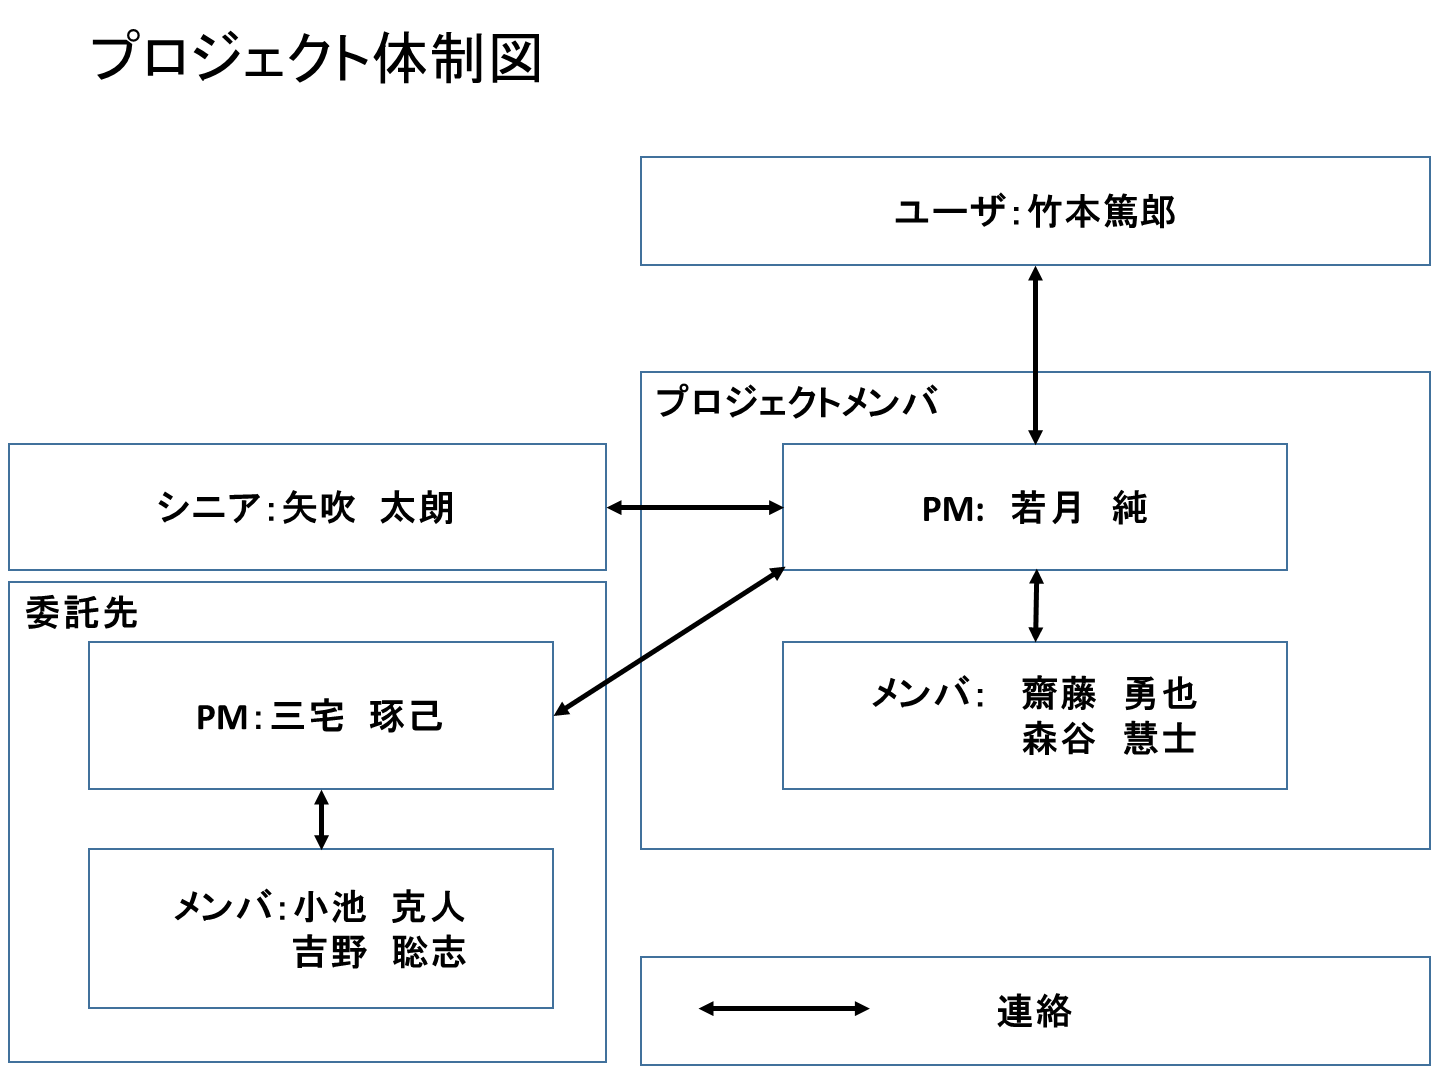 プロジェクト体制図
ユーザ：竹本篤郎
プロジェクトメンバ
シニア：矢吹　太朗
PM:　若月　純
委託先
PM：三宅　琢己
メンバ：　齋藤　勇也
森谷　慧士
メンバ：小池　克人
吉野　聡志
連絡